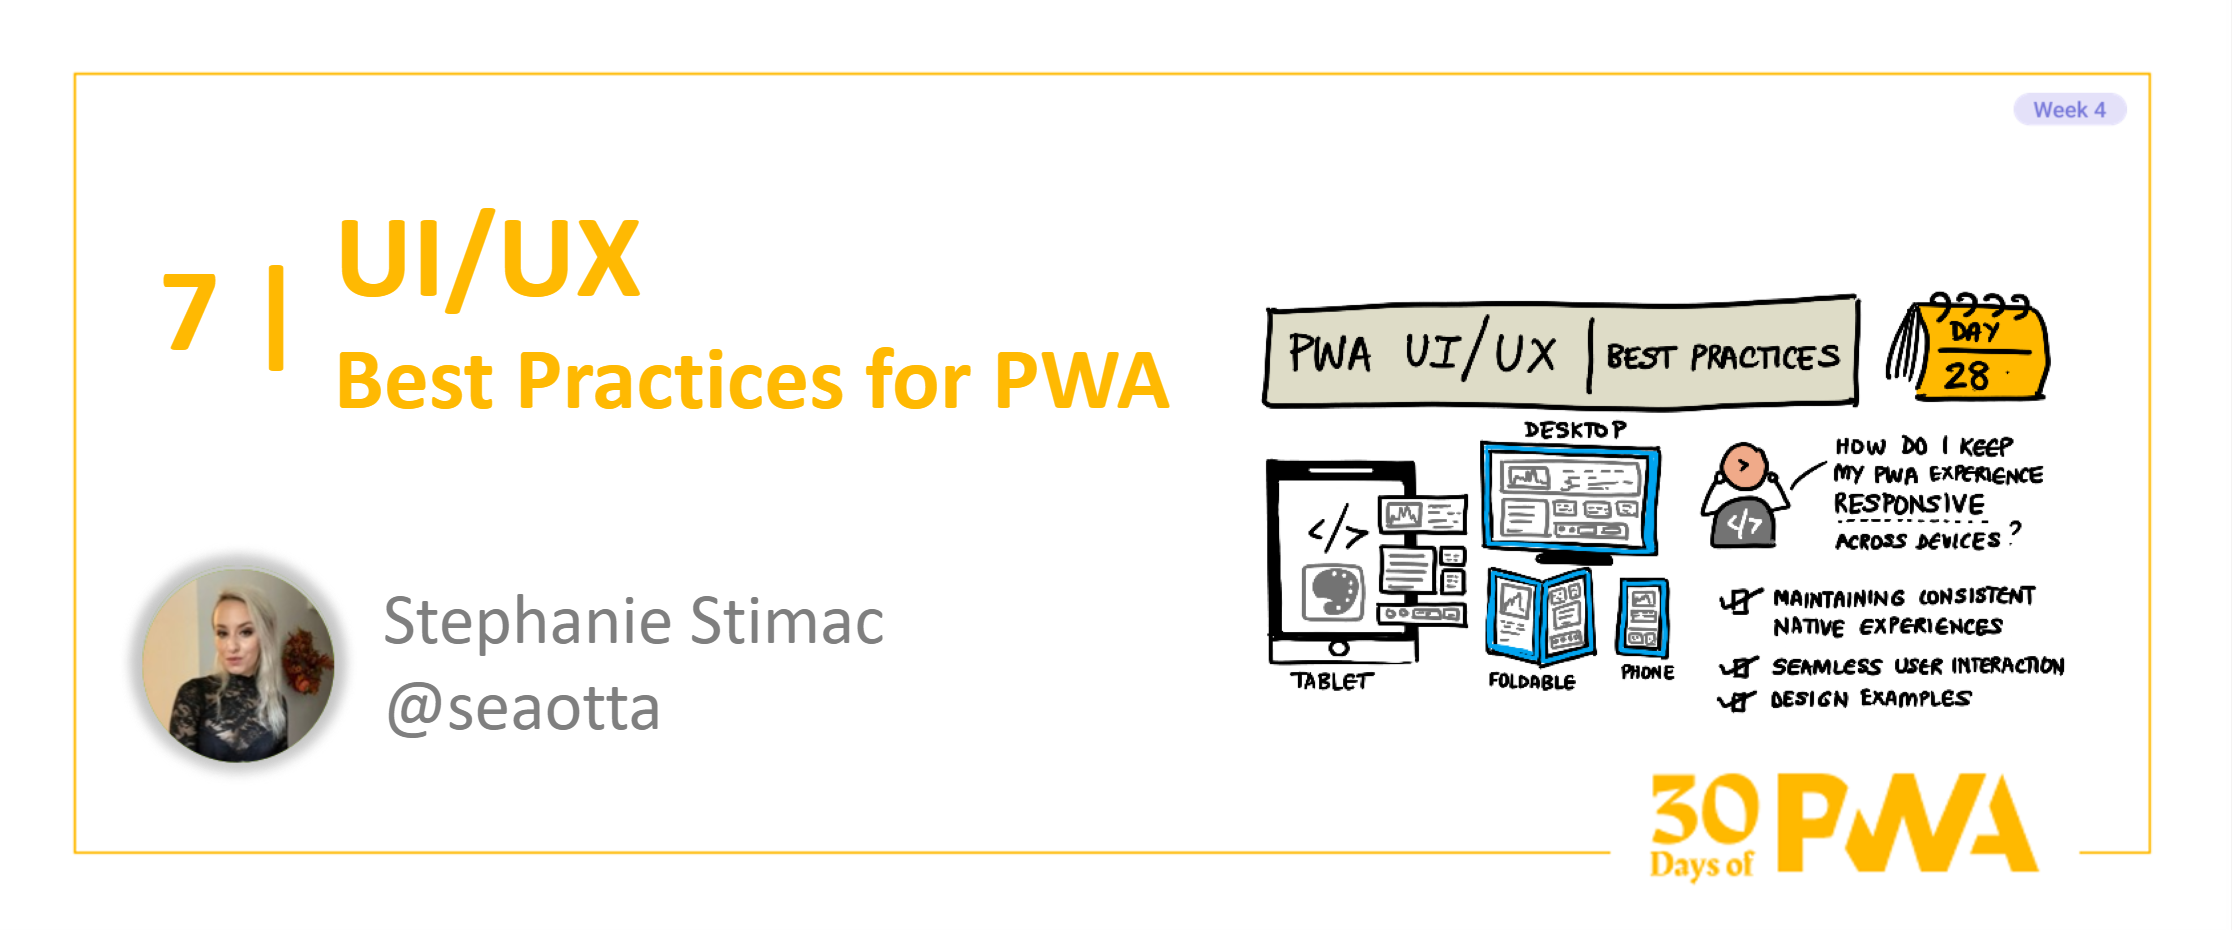 Week 4
7 |
UI/UX
Best Practices for PWA
Stephanie Stimac
@seaotta
PWA UI/UX | BEST PRACTICES
DAY
28
DESKTOP
</>
TABLET
FOLDABLE
PHONE
</>
HOW DO I KEEP
MY PWA EXPERIENCE
RESPONSIVE
ACROSS DEVICES?
MAINTAINING CONSISTENT
NATIVE EXPERIENCES
SEAMLESS USER INTERACTION
DESIGN EXAMPLES
30
Days of
PWA